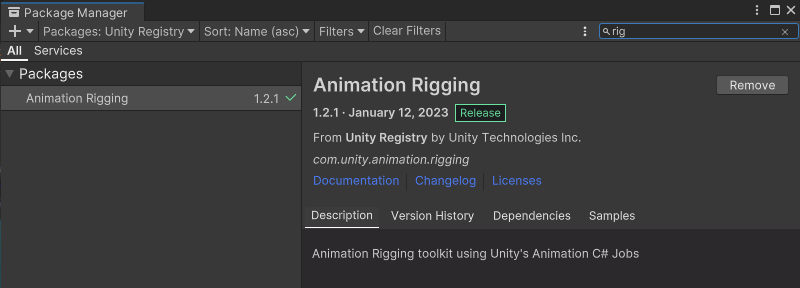 Package Manager
Packages: Unity Registry Sort: Name (asc) Filters Clear Filters rig
All Services
Packages
Animation Rigging 1.2.1
Animation Rigging Remove
1.2.1 · January 12, 2023 Release
From Unity Registry by Unity Technologies Inc.
com.unity.animation.rigging
Documentation Changelog Licenses
Description Version History Dependencies Samples
Animation Rigging toolkit using Unity's Animation C# Jobs